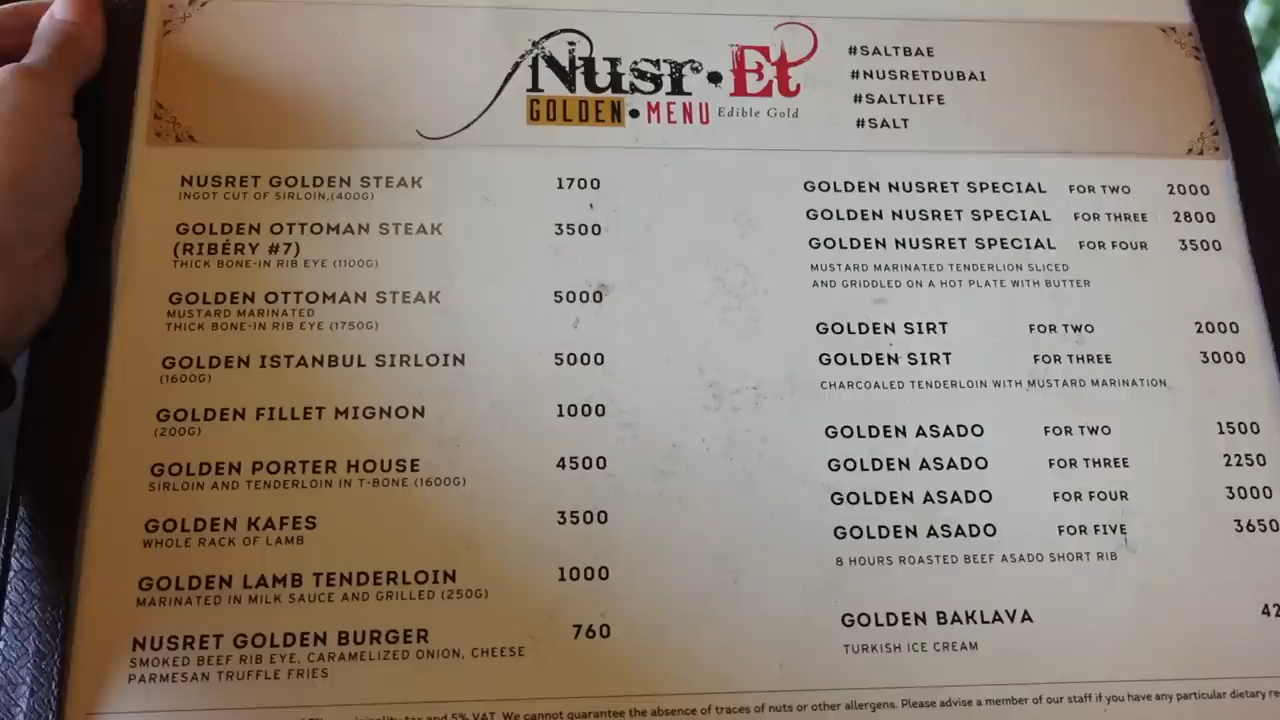 Nusr•Et
GOLDEN•MENU Edible Gold
#SALTBAE
#NUSRETDUBAI
#SALTLIFE
#SALT
NUSRET GOLDEN STEAK 1700
INGOT CUT OF SIRLOIN,(400G)
GOLDEN OTTOMAN STEAK 3500
(RIBÉRY #7)
THICK BONE-IN RIB EYE (1100G)
GOLDEN OTTOMAN STEAK 5000
MUSTARD MARINATED
THICK BONE-IN RIB EYE (1750G)
GOLDEN ISTANBUL SIRLOIN 5000
(1600G)
GOLDEN FILLET MIGNON 1000
(200G)
GOLDEN PORTER HOUSE 4500
SIRLOIN AND TENDERLOIN IN T-BONE (1600G)
GOLDEN KAFES 3500
WHOLE RACK OF LAMB
GOLDEN LAMB TENDERLOIN 1000
MARINATED IN MILK SAUCE AND GRILLED (250G)
NUSRET GOLDEN BURGER 760
SMOKED BEEF RIB EYE, CARAMELIZED ONION, CHEESE
PARMESAN TRUFFLE FRIES
GOLDEN NUSRET SPECIAL FOR TWO 2000
GOLDEN NUSRET SPECIAL FOR THREE 2800
GOLDEN NUSRET SPECIAL FOR FOUR 3500
MUSTARD MARINATED TENDERLION SLICED
AND GRIDDLED ON A HOT PLATE WITH BUTTER
GOLDEN SIRT FOR TWO 2000
GOLDEN SIRT FOR THREE 3000
CHARCOALED TENDERLOIN WITH MUSTARD MARINATION
GOLDEN ASADO FOR TWO 1500
GOLDEN ASADO FOR THREE 2250
GOLDEN ASADO FOR FOUR 3000
GOLDEN ASADO FOR FIVE 3650
8 HOURS ROASTED BEEF ASADO SHORT RIB
GOLDEN BAKLAVA 42
TURKISH ICE CREAM
tax and 5% VAT. We cannot guarantee the absence of traces of nuts or other allergens. Please advise a member of our staff if you have any particular dietary re